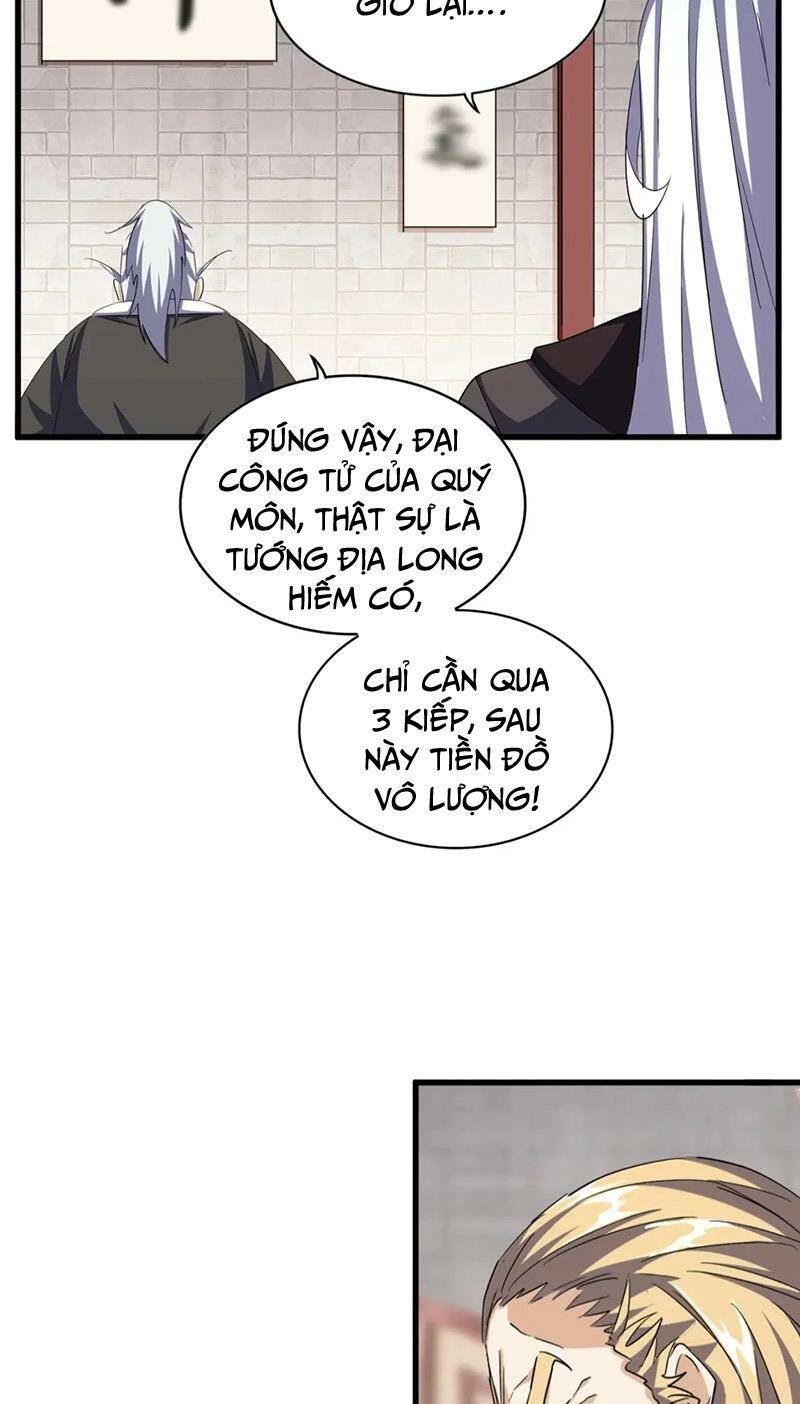 GIỜ LẠI....
ĐÚNG VẬY, ĐẠI
CÔNG TỬ CỦA QUÝ
MÔN, THẬT SỰ LÀ
TƯỚNG ĐỊA LONG
HIẾM CÓ,
CHỈ CẦN QUA
3 KIẾP, SAU
NÀY TIỀN ĐỒ
VÔ LƯỢNG!